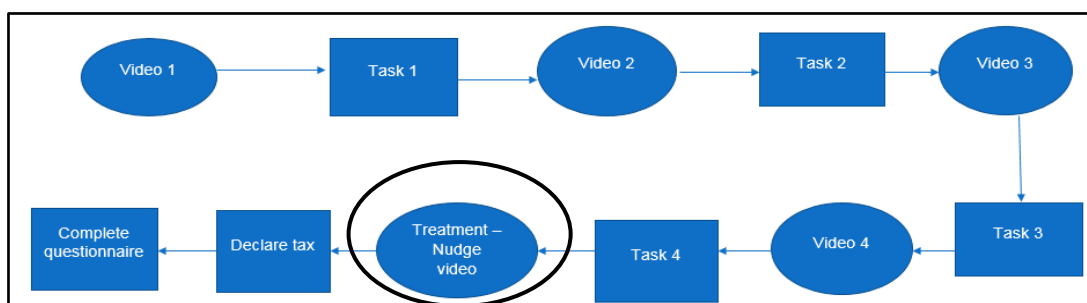 Video 1
Task 1
Video 2
Task 2
Video 3
Task 3
Video 4
Task 4
Treatment –
Nudge
video
Declare tax
Complete
questionnaire